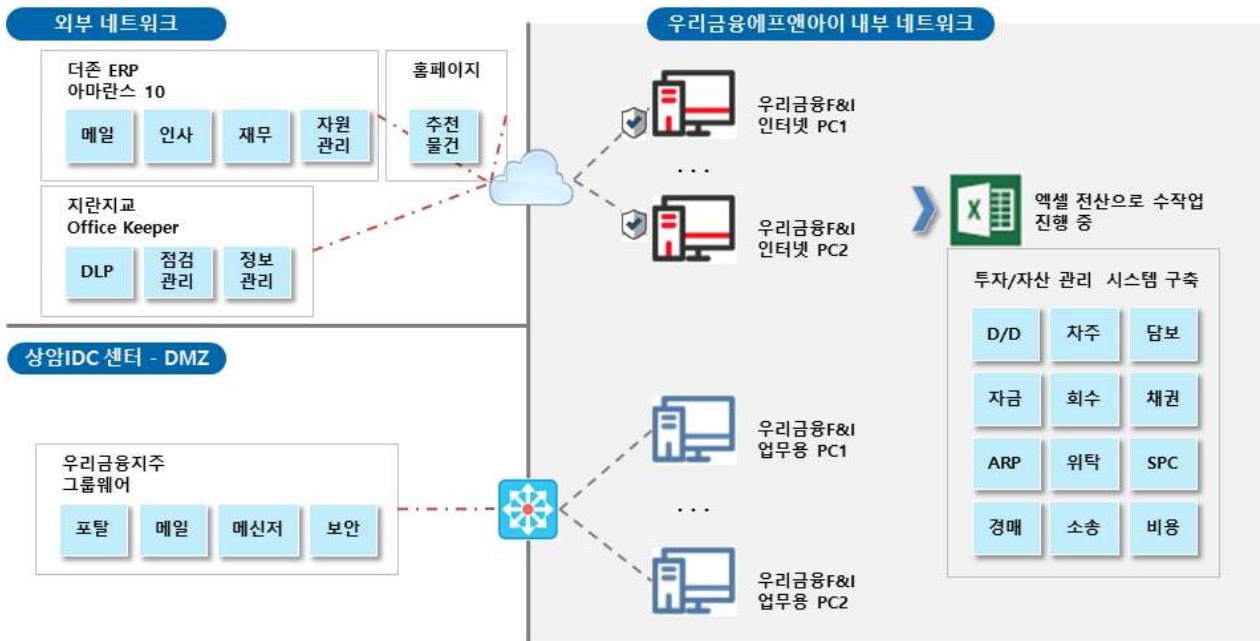 외부 네트워크
더존 ERP
아마란스 10
메일
인사
재무
자원
관리
홈페이지
추천
물건
지란지교
Office Keeper
DLP
점검
관리
정보
관리
상암IDC 센터 - DMZ
우리금융지주
그룹웨어
포탈
메일
메신저
보안
우리금융에프앤아이 내부 네트워크
우리금융F&I
인터넷 PC1
...
우리금융F&I
인터넷 PC2
우리금융F&I
업무용 PC1
...
우리금융F&I
업무용 PC2
X
엑셀 전산으로 수작업
진행 중
투자/자산 관리 시스템 구축
D/D
차주
담보
자금
회수
채권
ARP
위탁
SPC
경매
소송
비용